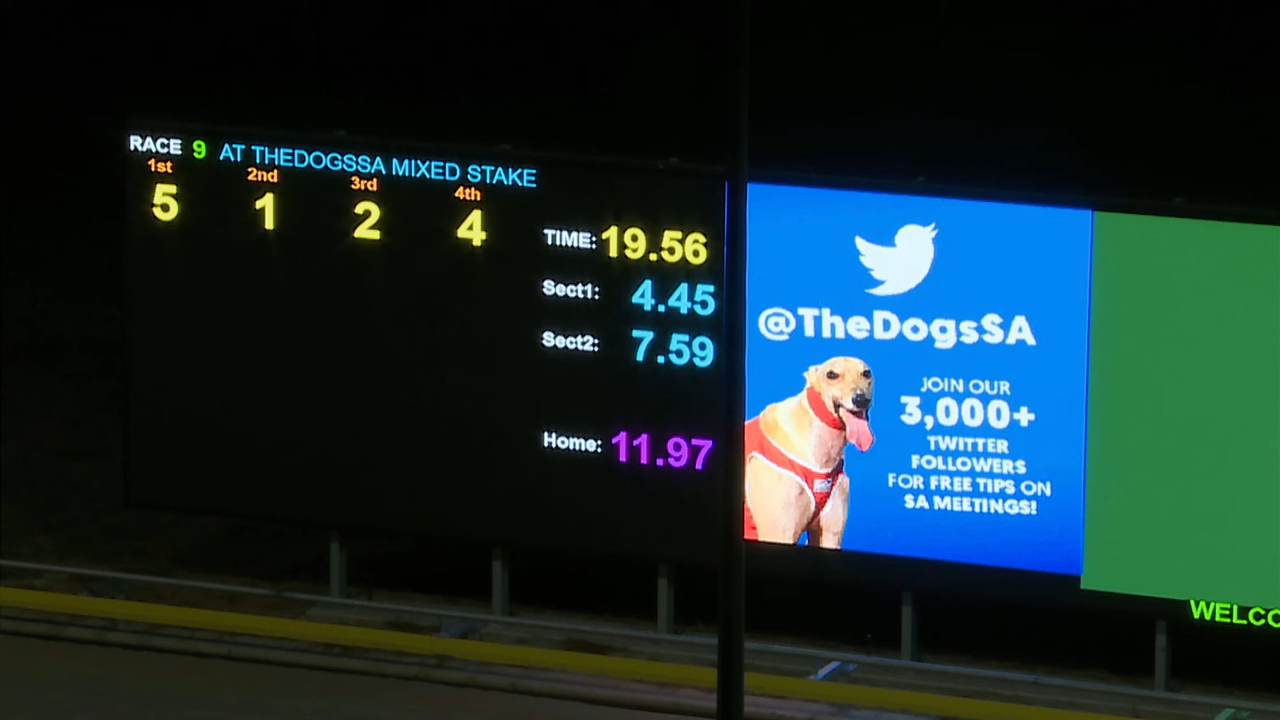 RACE 9 AT THEDOGSSA MIXED STAKE
1st 2nd 3rd 4th
5 1 2 4
TIME: 19.56
Sect1: 4.45
Sect2: 7.59
Home: 11.97
@TheDogsSA
JOIN OUR
3,000+
TWITTER
FOLLOWERS
FOR FREE TIPS ON
SA MEETINGS!
WELCO